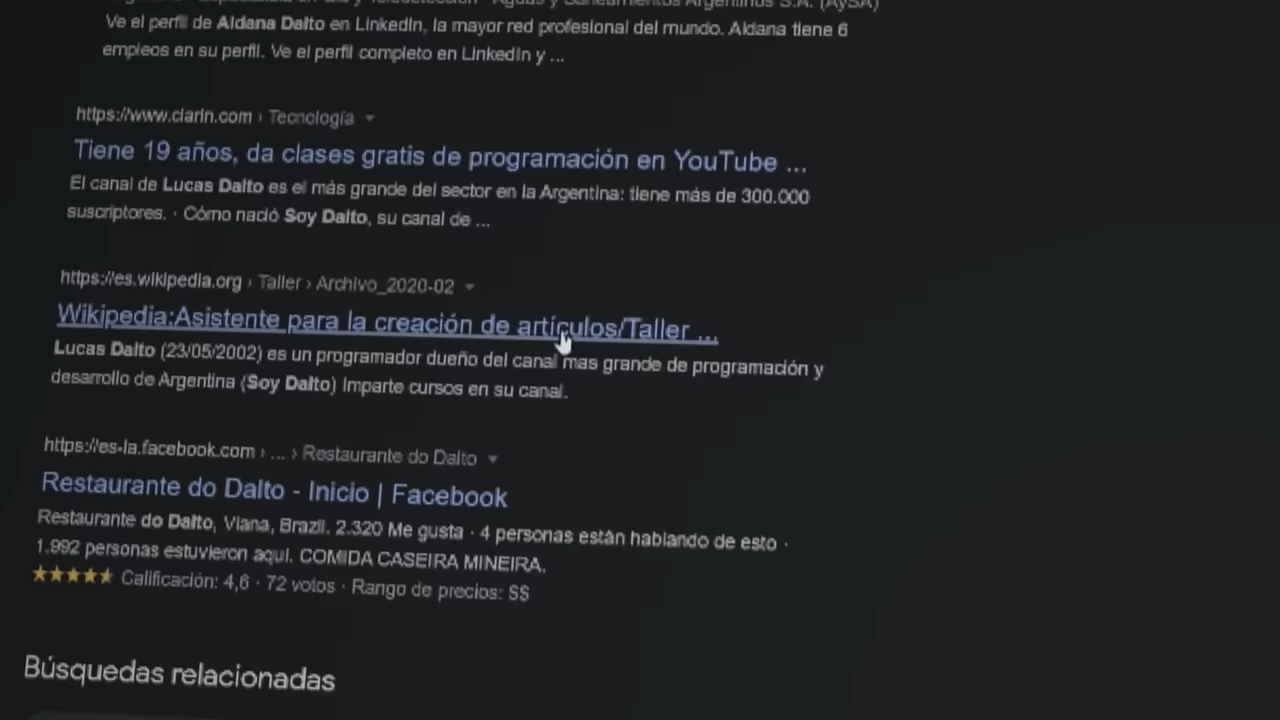 Ve el perfil de Aldana Dalto en LinkedIn, la mayor red profesional del mundo. Aldana tiene 6
empleos en su perfil. Ve el perfil completo en LinkedIn y ...
https://www.clarin.com › Tecnología
Tiene 19 años, da clases gratis de programación en YouTube ...
El canal de Lucas Dalto es el más grande del sector en la Argentina: tiene más de 300.000
suscriptores. · Cómo nació Soy Dalto, su canal de ...
https://es.wikipedia.org › Taller › Archivo_2020-02
Wikipedia:Asistente para la creación de artículos/Taller ...
Lucas Dalto (23/05/2002) es un programador dueño del canal mas grande de programación y
desarrollo de Argentina (Soy Dalto) Imparte cursos en su canal.
https://es-la.facebook.com › ... › Restaurante do Dalto
Restaurante do Dalto - Inicio | Facebook
Restaurante do Dalto, Viana, Brazil. 2.320 Me gusta · 4 personas están hablando de esto ·
1.992 personas estuvieron aquí. COMIDA CASEIRA MINEIRA.
Calificación: 4,6 · 72 votos · Rango de precios: $$
Búsquedas relacionadas